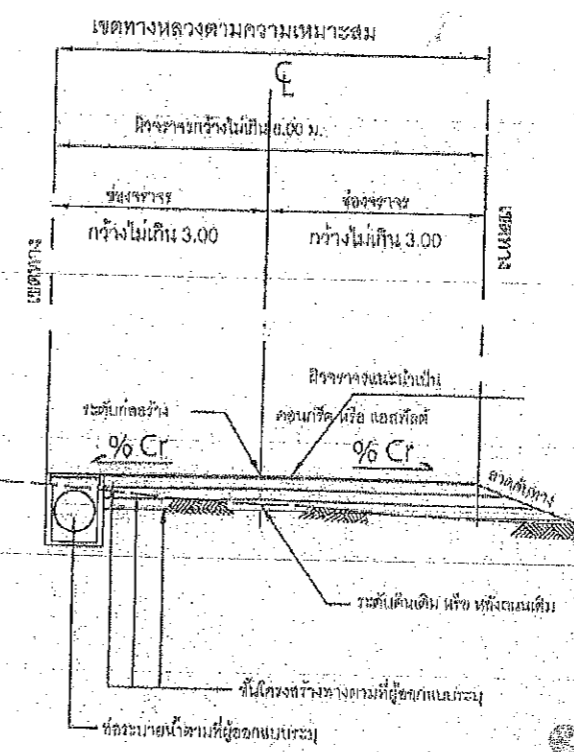 เขตทางหลวงตามความเหมาะสม
C L
ผิวจราจรกว้างไม่เกิน 6.00 ม.
ช่องจราจร
ช่องจราจร
กว้างไม่เกิน 3.00
กว้างไม่เกิน 3.00
เขตทาง
เขตทาง
ผิวจราจรแนะนำเป็น
คอนกรีต หรือ แอสฟัลต์
ระดับก่อสร้าง
% Cr
% Cr
ลาดคันทาง
ระดับดินเดิม หรือ หลังถนนเดิม
ชั้นโครงสร้างทางตามที่ผู้ออกแบบระบุ
ท่อระบายน้ำตามที่ผู้ออกแบบระบุ